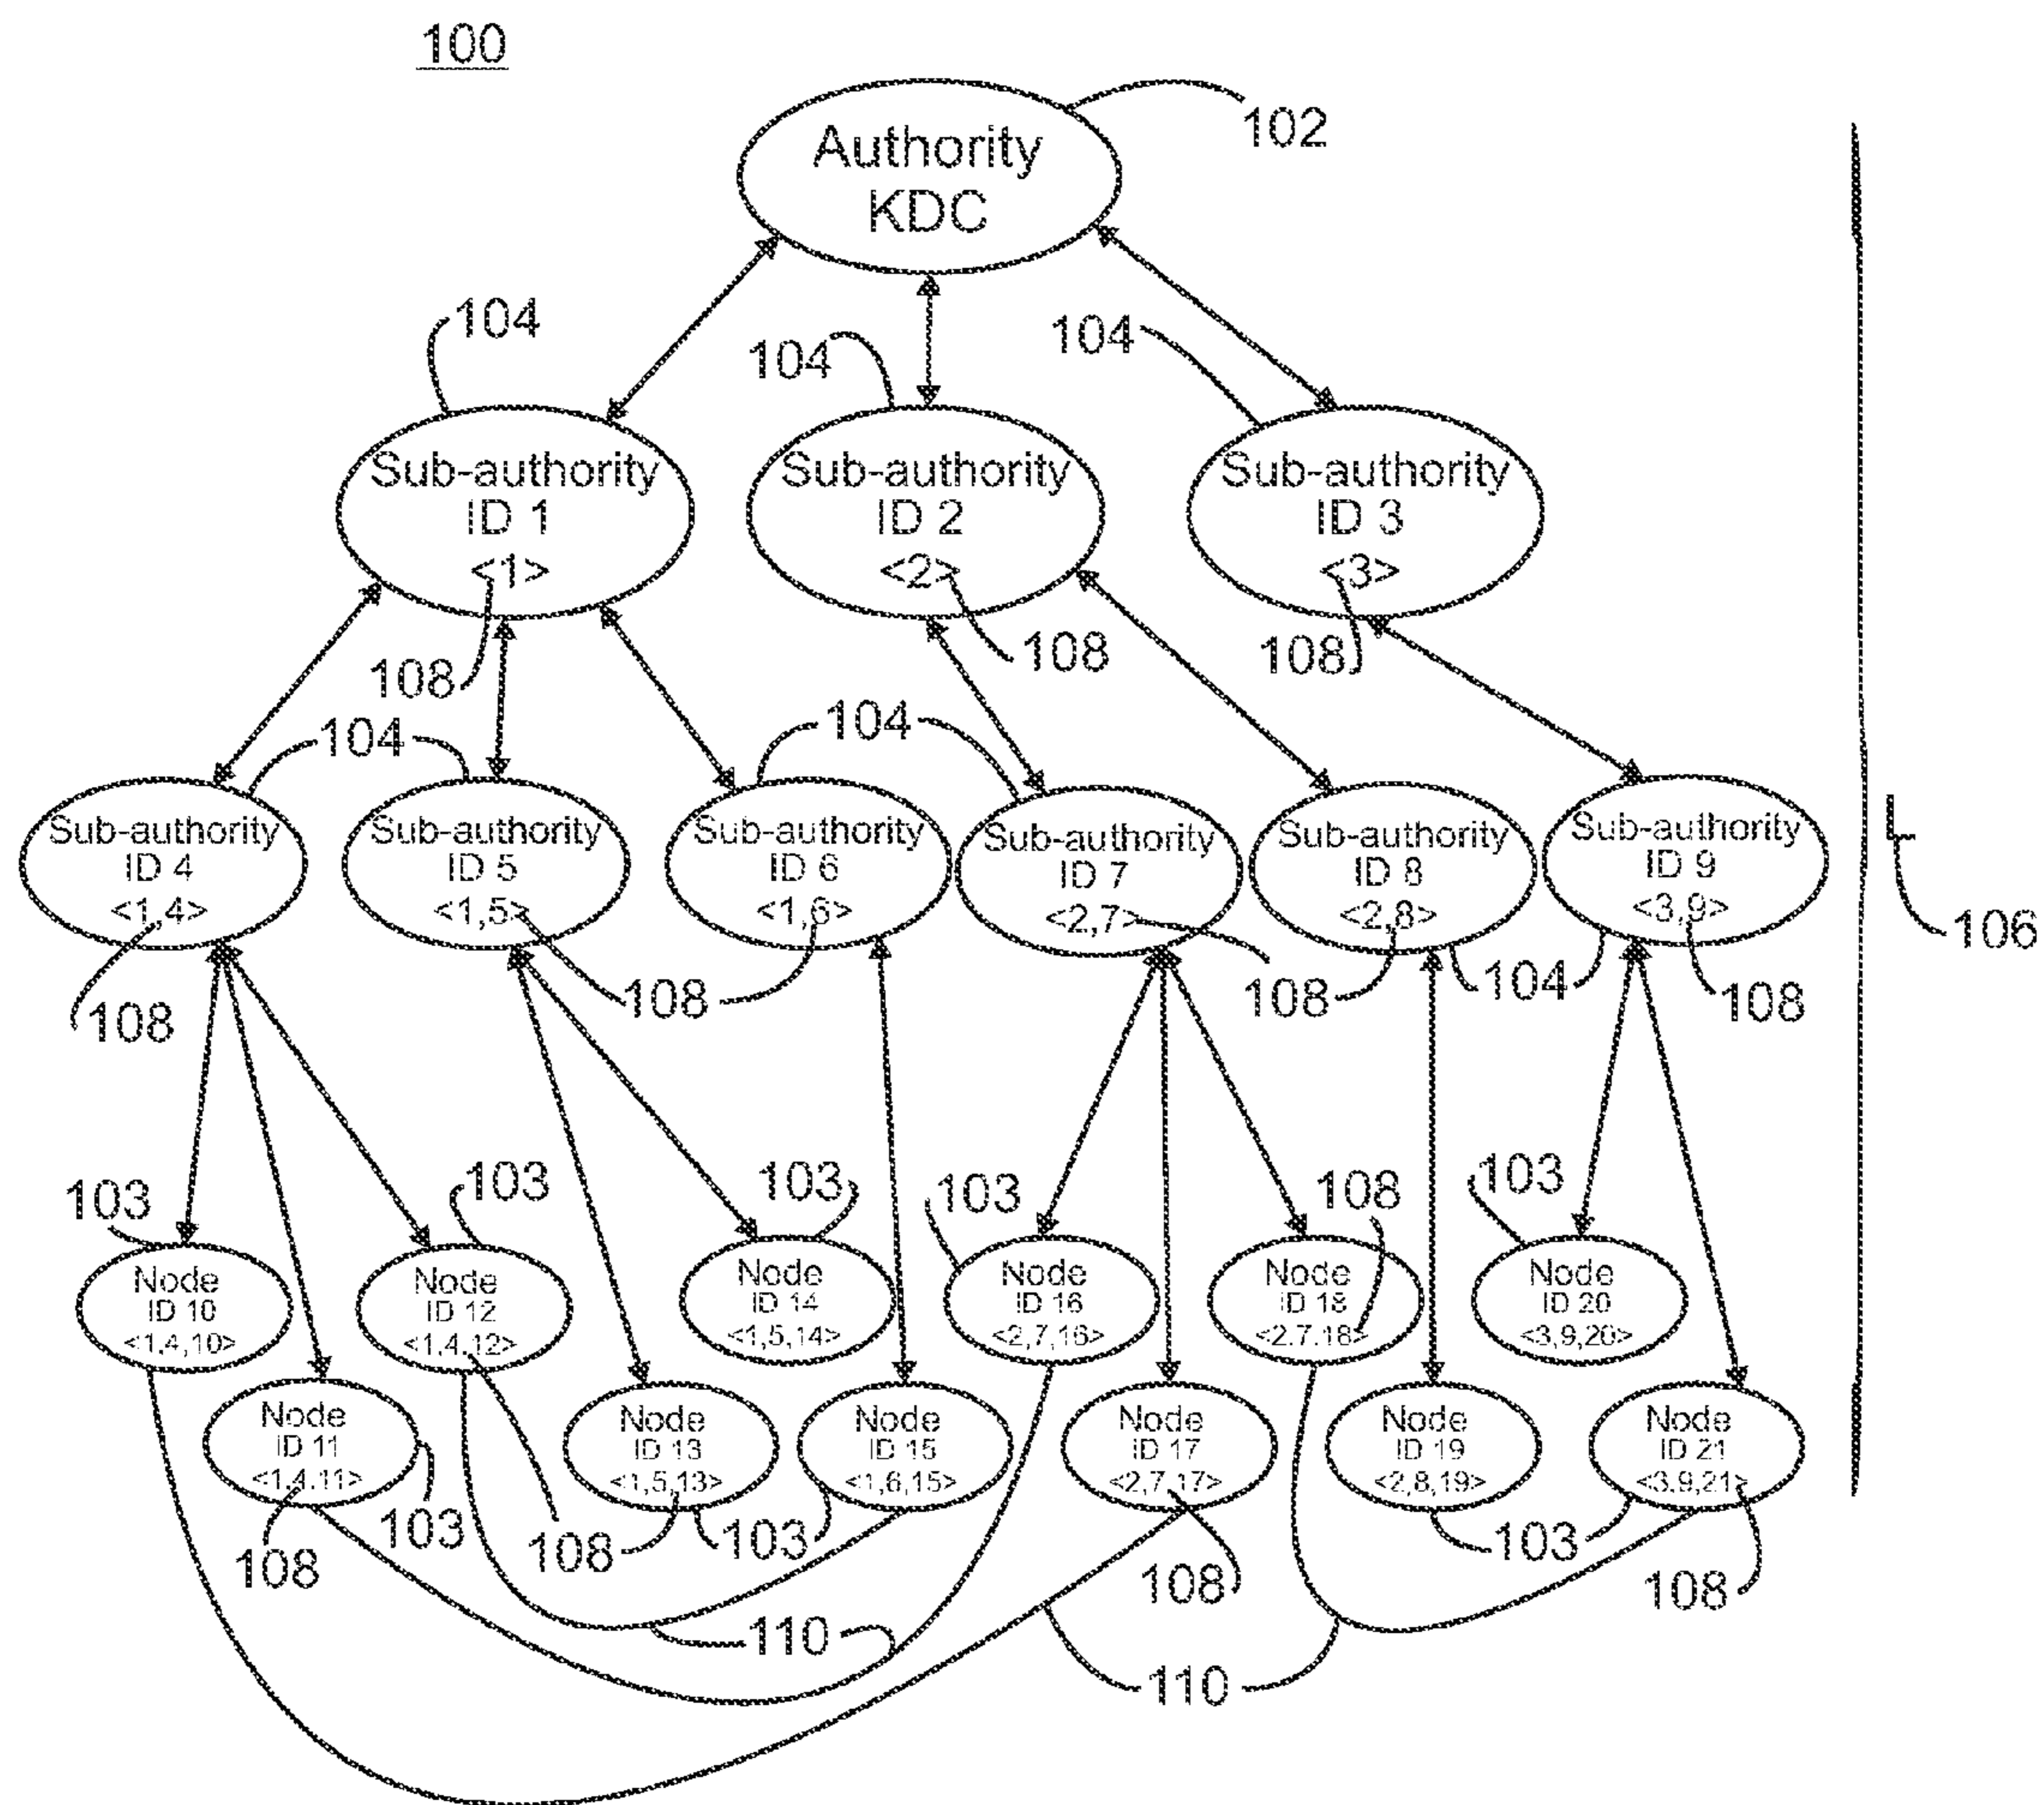 100
Authority
KDC
102
104
104
104
Sub-authority
ID 1
<1>
Sub-authority
ID 2
<2>
Sub-authority
ID 3
<3>
108
108
108
104
104
Sub-authority
ID 4
<1,4>
Sub-authority
ID 5
<1,5>
Sub-authority
ID 6
<1,6>
Sub-authority
ID 7
<2,7>
Sub-authority
ID 8
<2,8>
Sub-authority
ID 9
<3,9>
L
106
108
108
108
104
108
103
103
103
103
108
103
Node
ID 10
<1,4,10>
Node
ID 12
<1,4,12>
Node
ID 14
<1,5,14>
Node
ID 16
<2,7,16>
Node
ID 18
<2,7,18>
Node
ID 20
<3,9,20>
Node
ID 11
<1,4,11>
Node
ID 13
<1,5,13>
Node
ID 15
<1,6,15>
Node
ID 17
<2,7,17>
Node
ID 19
<2,8,19>
Node
ID 21
<3,9,21>
108
103
108
103
108
103
108
110
110